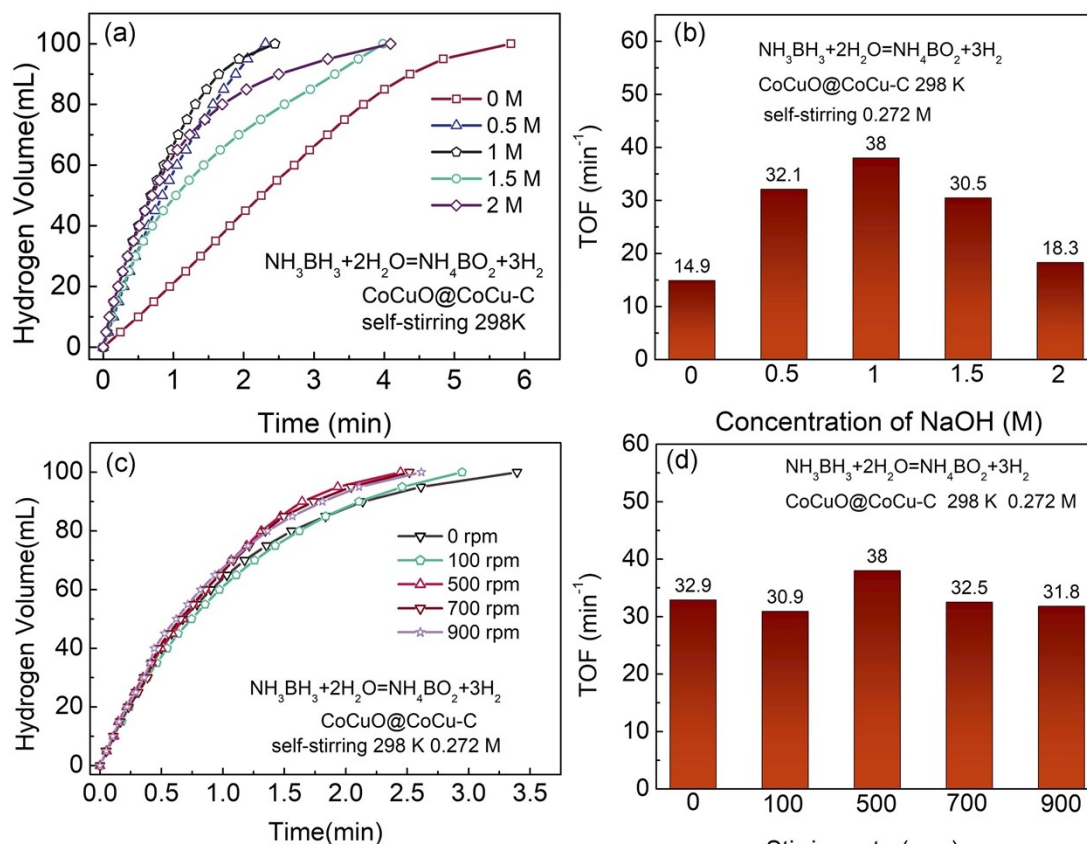 (a)
100
80
60
40
20
0
Hydrogen Volume(mL)
0 M
0.5 M
1 M
1.5 M
2 M
NH₃BH₃+2H₂O=NH₄BO₂+3H₂
CoCuO@CoCu-C
self-stirring 298K
0 1 2 3 4 5 6
Time (min)
(b)
60
50
40
30
20
10
0
TOF (min⁻¹)
NH₃BH₃+2H₂O=NH₄BO₂+3H₂
CoCuO@CoCu-C 298 K
self-stirring 0.272 M
14.9 32.1 38 30.5 18.3
0 0.5 1 1.5 2
Concentration of NaOH (M)
(c)
100
80
60
40
20
0
Hydrogen Volume(mL)
0 rpm
100 rpm
500 rpm
700 rpm
900 rpm
NH₃BH₃+2H₂O=NH₄BO₂+3H₂
CoCuO@CoCu-C
self-stirring 298 K 0.272 M
0.0 0.5 1.0 1.5 2.0 2.5 3.0 3.5
Time(min)
(d)
60
50
40
30
20
10
0
TOF (min⁻¹)
NH₃BH₃+2H₂O=NH₄BO₂+3H₂
CoCuO@CoCu-C 298 K 0.272 M
32.9 30.9 38 32.5 31.8
0 100 500 700 900